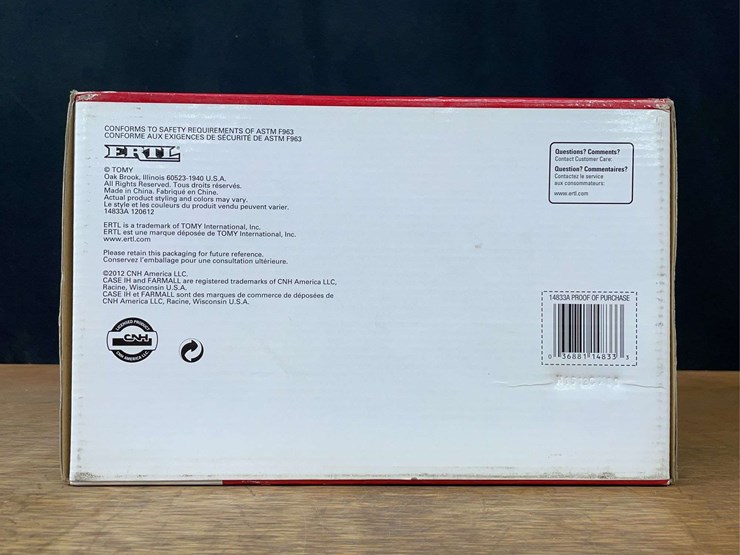 CONFORMS TO SAFETY REQUIREMENTS OF ASTM F963
CONFORME AUX EXIGENCES DE SÉCURITÉ DE ASTM F963
ERTL
© TOMY
Oak Brook, Illinois 60523-1940 U.S.A.
All Rights Reserved. Tous droits réservés.
Made in China. Fabriqué en Chine.
Actual product styling and colors may vary.
Le style et les couleurs du produit vendu peuvent varier.
14833A 120612
ERTL is a trademark of TOMY International, Inc.
ERTL est une marque déposée de TOMY International, Inc.
www.ertl.com
Please retain this packaging for future reference.
Conservez l'emballage pour une consultation ultérieure.
©2012 CNH America LLC.
CASE IH and FARMALL are registered trademarks of CNH America LLC,
Racine, Wisconsin U.S.A.
CASE IH et FARMALL sont des marques de commerce de déposées de
CNH America LLC, Racine, Wisconsin U.S.A.
LICENSED PRODUCT
CNH
CNH AMERICA LLC
Questions? Comments?
Contact Customer Care:
Question? Commentaires?
Contactez le service
aux consommateurs:
www.ertl.com
14833A PROOF OF PURCHASE
0 36881 14833 3